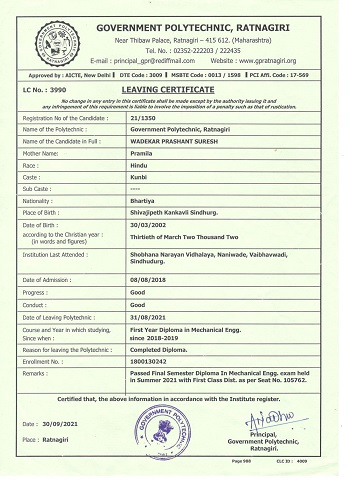 GOVERNMENT POLYTECHNIC, RATNAGIRI
Near Thibaw Palace, Ratnagiri – 415 612. (Maharashtra)
Tel. No. : 02352-222203 / 222435
E-mail : principal_gpr@rediffmail.com Website : www.gpratnagiri.org
Approved by : AICTE, New Delhi | DTE Code : 3009 | MSBTE Code : 0013 / 1598 | PCI Affi. Code : 17-569
LC No. : 3990 LEAVING CERTIFICATE
No change in any entry in this certificate shall be made except by the authority issuing it and
any infringement of this requirement is liable to involve the imposition of a penalty such as that of rustication.
Registration No of the Candidate : 21/1350
Name of the Polytechnic : Government Polytechnic, Ratnagiri
Name of the Candidate in Full : WADEKAR PRASHANT SURESH
Mother Name: Pramila
Race : Hindu
Caste : Kunbi
Sub Caste : ----
Nationality : Bhartiya
Place of Birth : Shivajipeth Kankavli Sindhurg.
Date of Birth : 30/03/2002
according to the Christian year : Thirtieth of March Two Thousand Two
(in words and figures)
Institution Last Attended : Shobhana Narayan Vidhalaya, Naniwade, Vaibhavwadi,
Sindhudurg.
Date of Admission : 08/08/2018
Progress : Good
Conduct : Good
Date of Leaving Polytechnic : 31/08/2021
Course and Year in which studying, First Year Diploma in Mechanical Engg.
Since when : since 2018-2019
Reason for leaving the Polytechnic : Completed Diploma.
Enrollment No. : 1800130242
Remarks : Passed Final Semester Diploma In Mechanical Engg. exam held
in Summer 2021 with First Class Dist. as per Seat No. 105762.
Certified that, the above information in accordance with the Institute register.
GOVERNMENT POLYTECHNIC
Date : 30/09/2021
Principal,
Place : Ratnagiri Government Polytechnic,
Ratnagiri.
Page 908 CLC ID : 4009